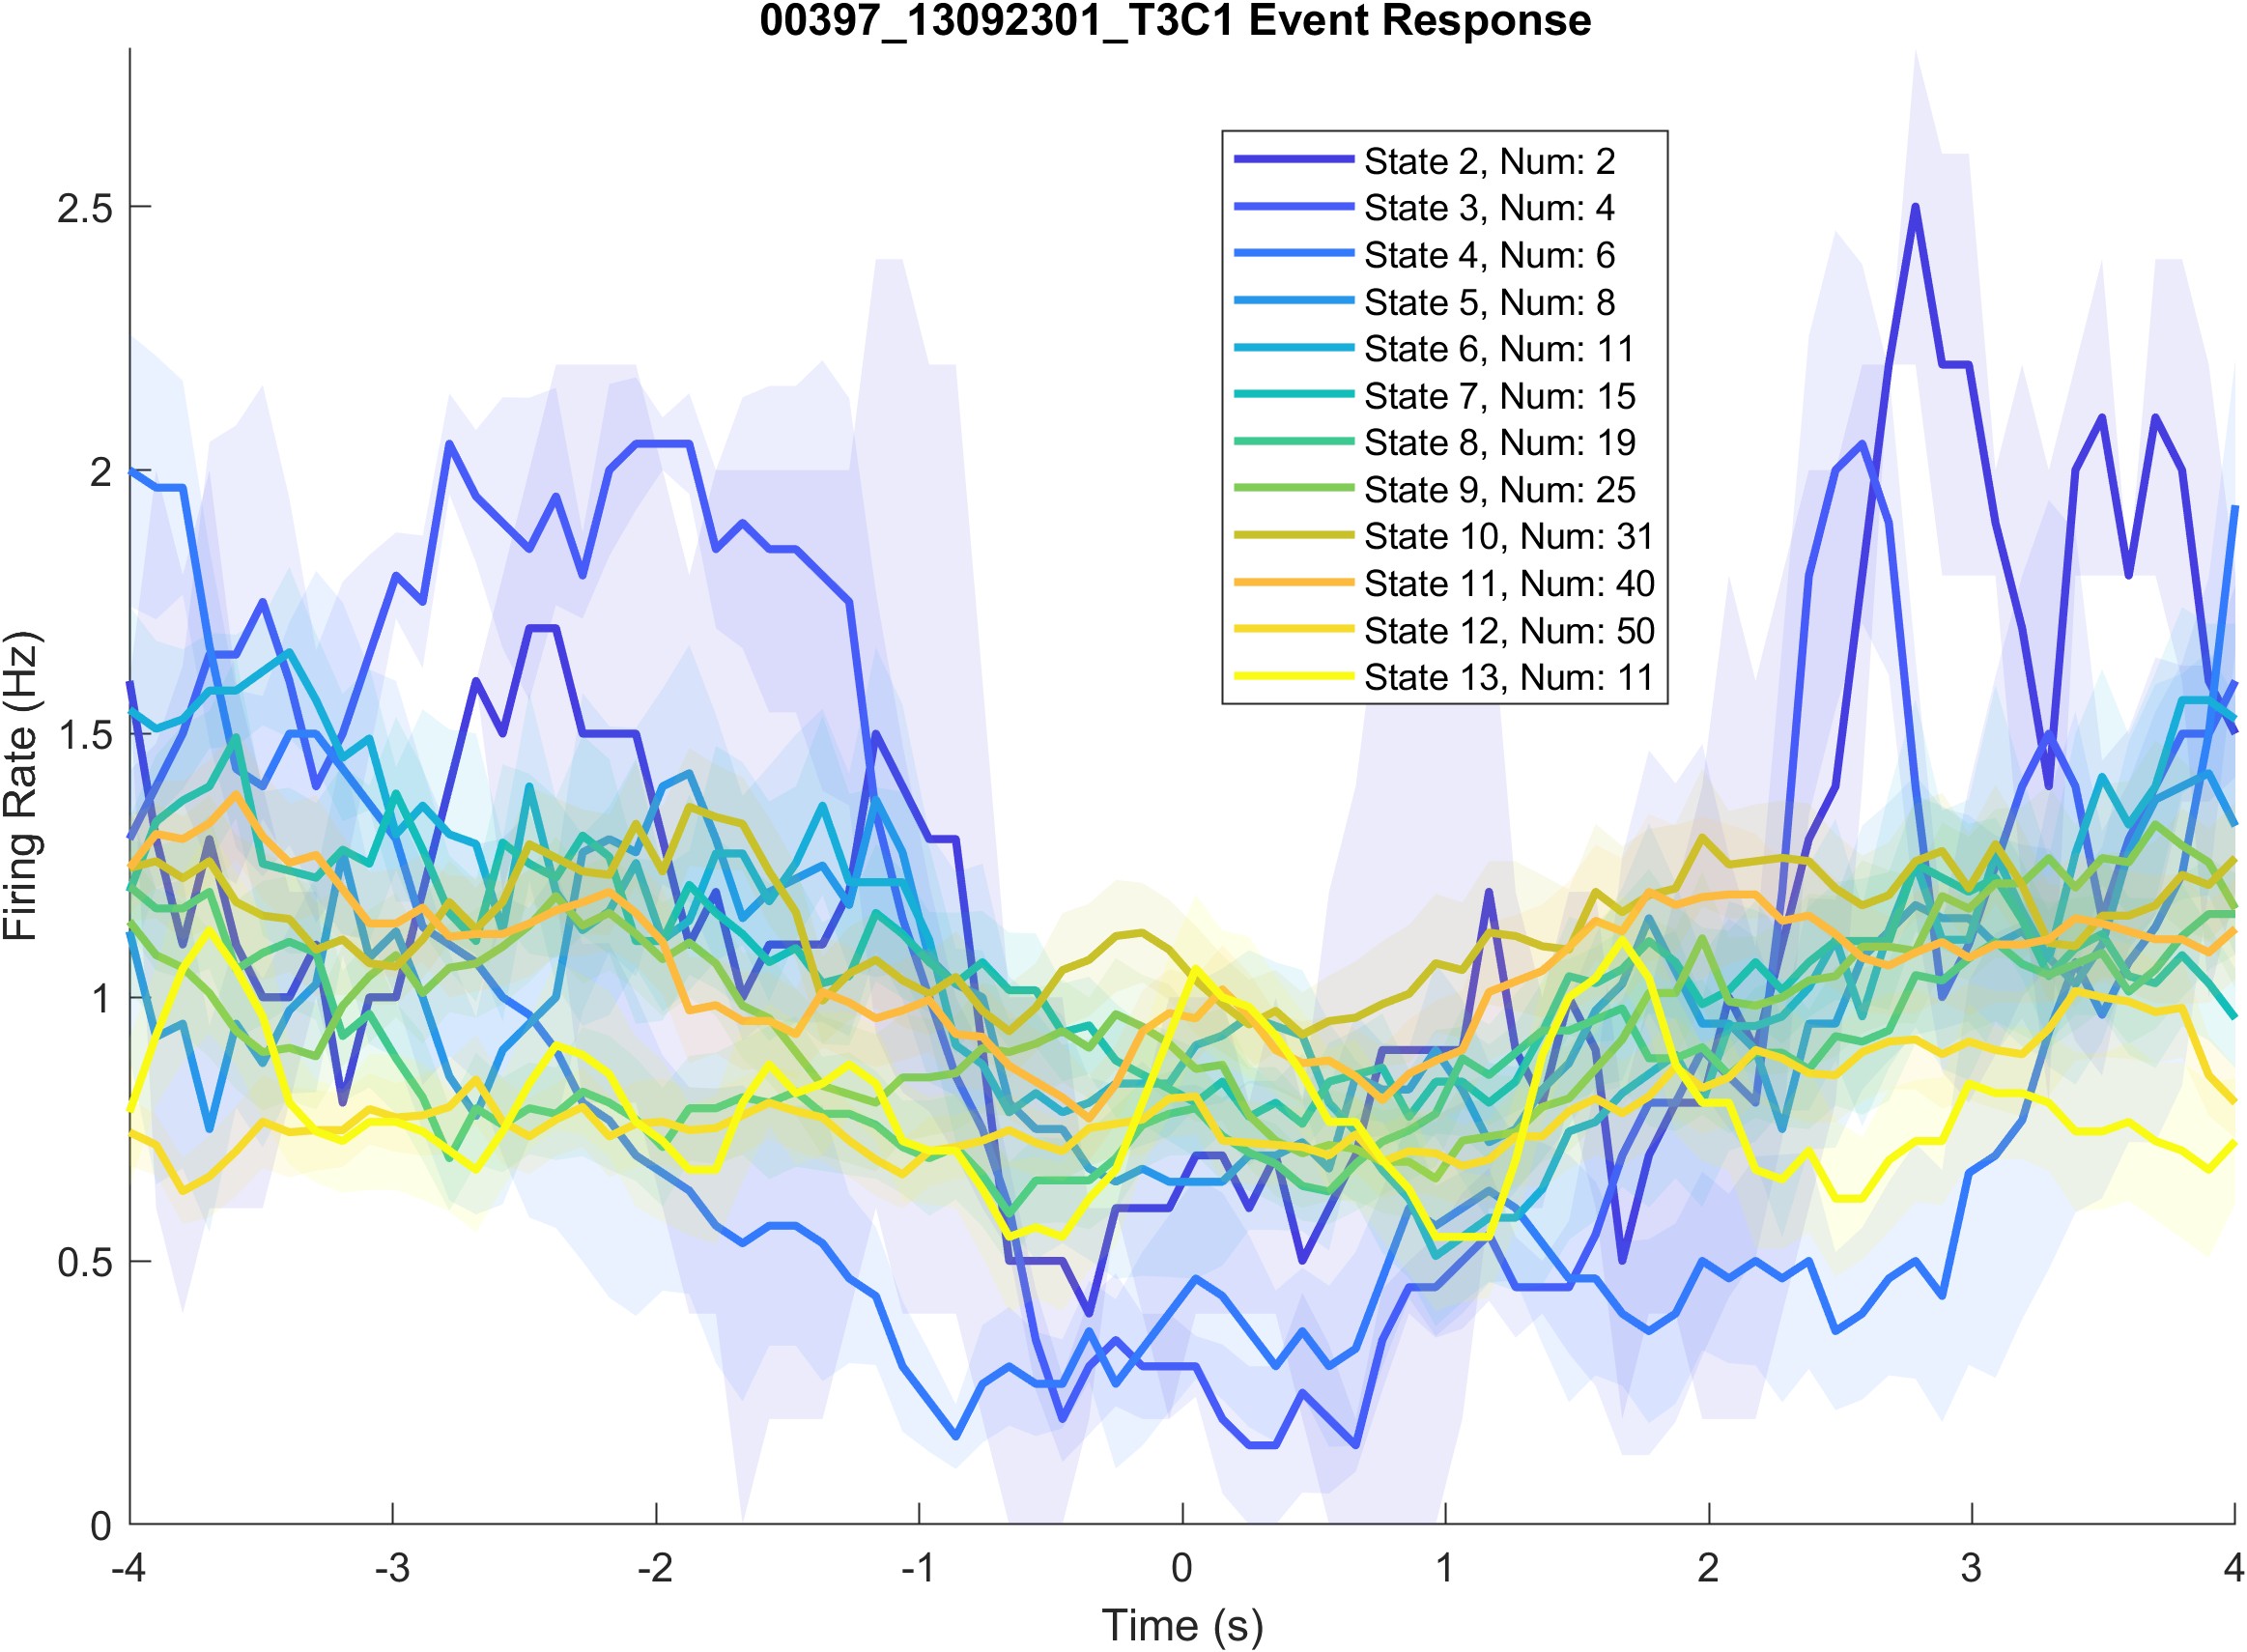 00397_13092301_T3C1 Event Response
Firing Rate (Hz)
2.5
2
1.5
1
0.5
0
State 2, Num: 2
State 3, Num: 4
State 4, Num: 6
State 5, Num: 8
State 6, Num: 11
State 7, Num: 15
State 8, Num: 19
State 9, Num: 25
State 10, Num: 31
State 11, Num: 40
State 12, Num: 50
State 13, Num: 11
-4 -3 -2 -1 0 1 2 3 4
Time (s)